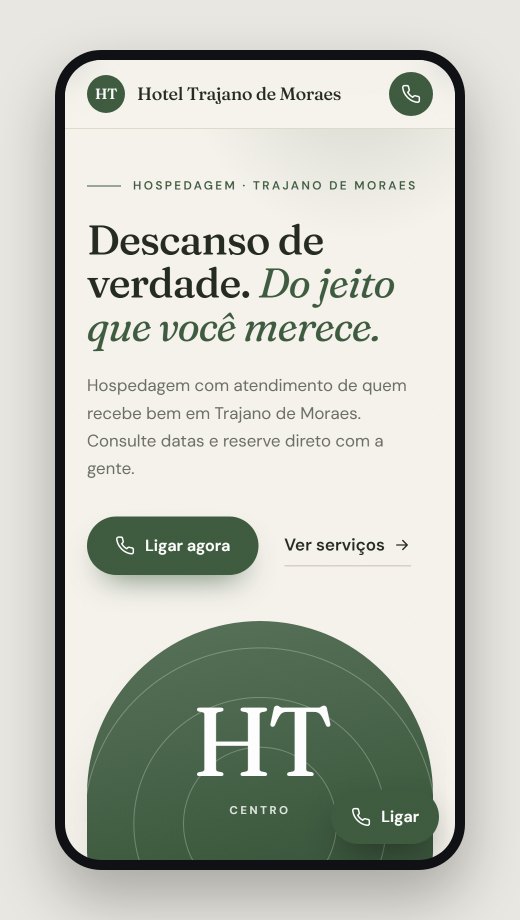 HT
Hotel Trajano de Moraes
HOSPEDAGEM · TRAJANO DE MORAES
Descanso de
verdade. Do jeito
que você merece.
Hospedagem com atendimento de quem
recebe bem em Trajano de Moraes.
Consulte datas e reserve direto com a
gente.
Ligar agora
Ver serviços →
HT
CENTRO
Ligar